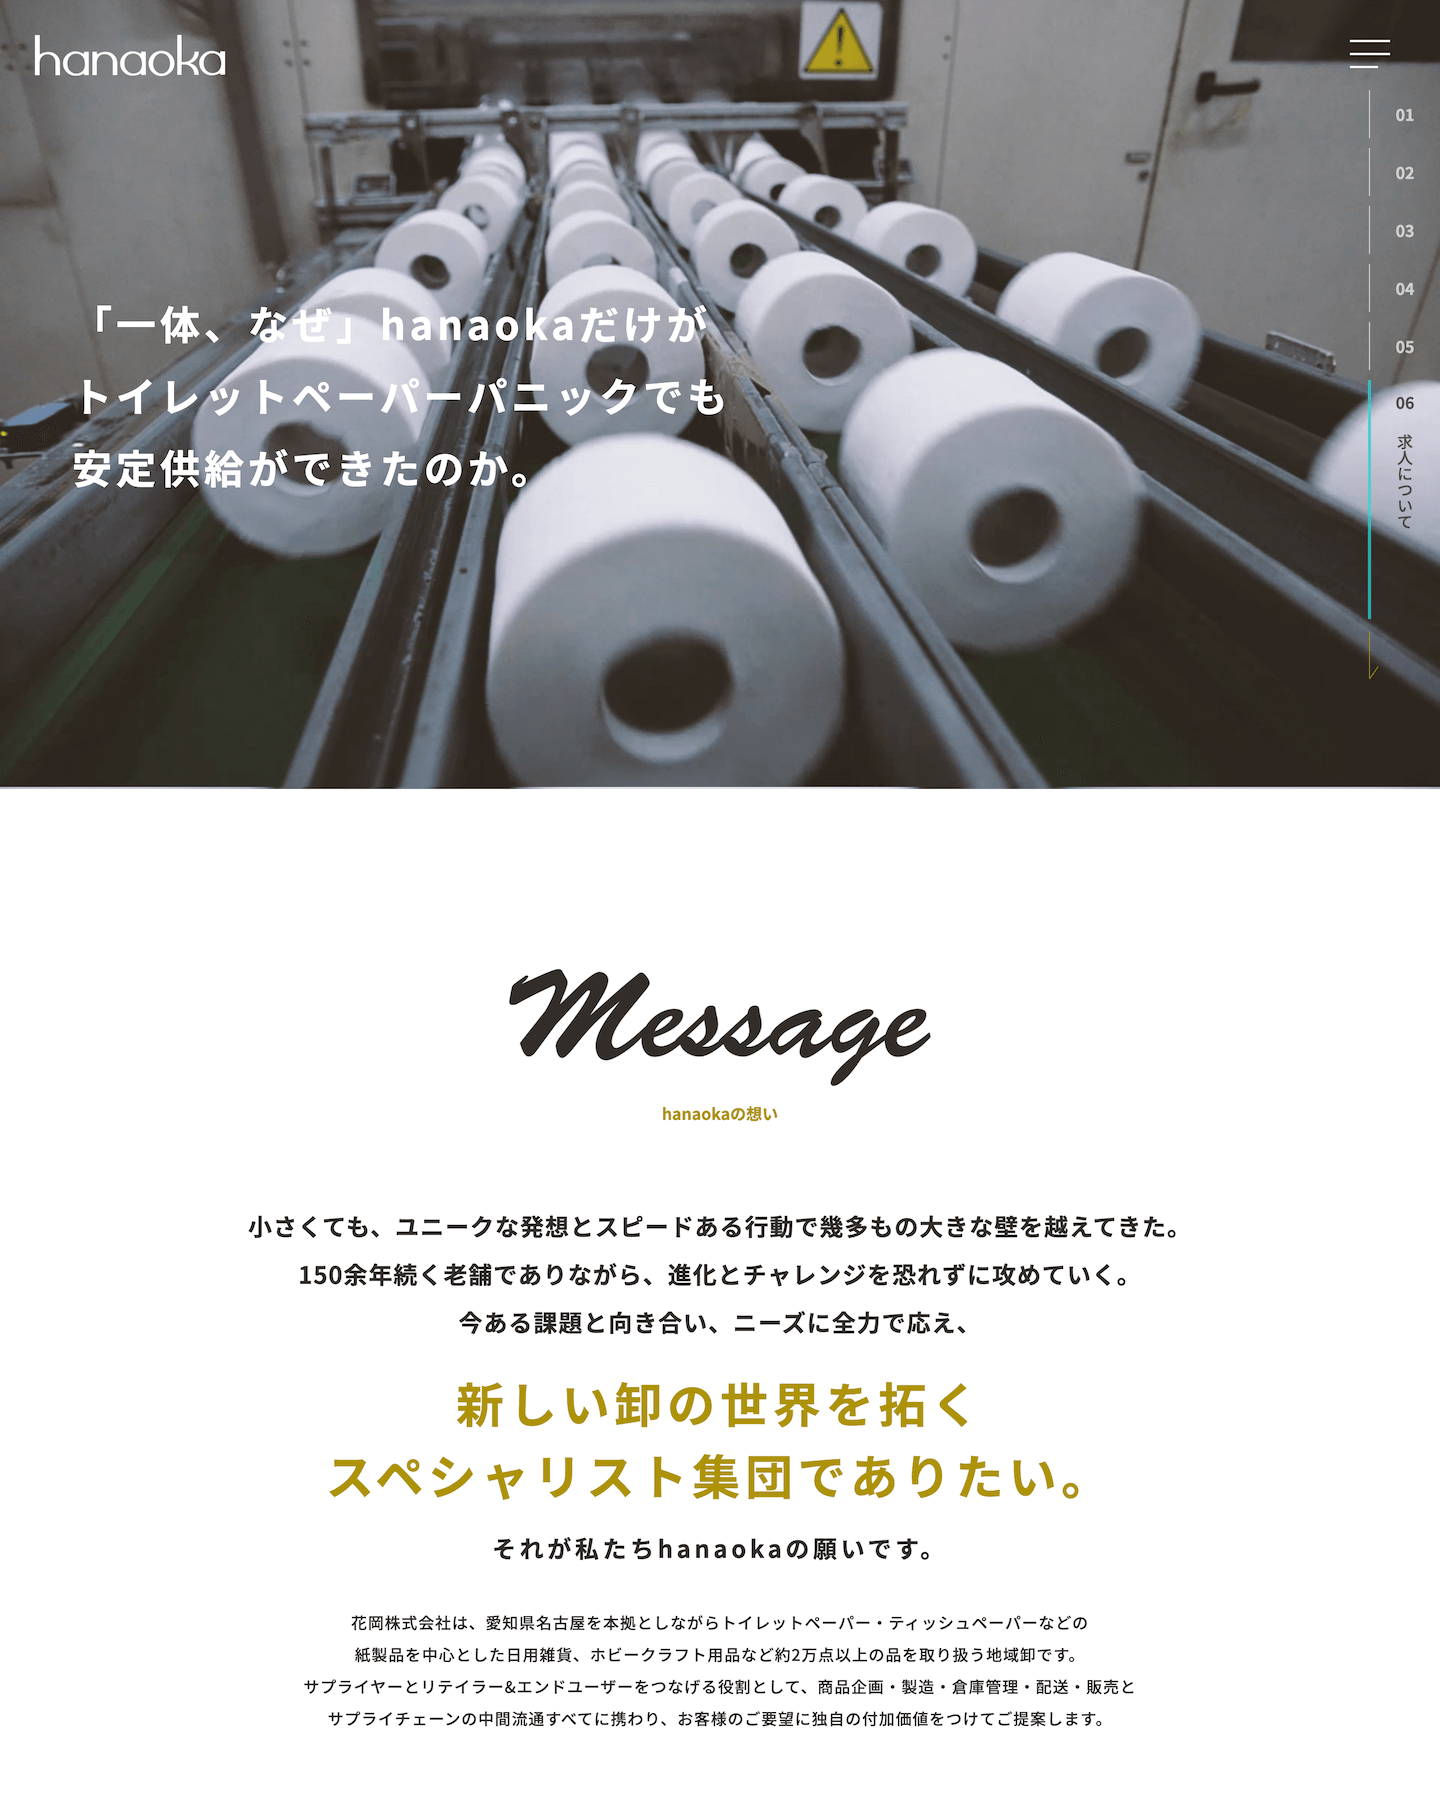 hanaoka
01
02
03
04
05
06 求人について
「一体、なぜ」hanaokaだけが
トイレットペーパーパニックでも
安定供給ができたのか。
Message
hanaokaの想い
小さくても、ユニークな発想とスピードある行動で幾多もの大きな壁を越えてきた。
150余年続く老舗でありながら、進化とチャレンジを恐れずに攻めていく。
今ある課題と向き合い、ニーズに全力で応え、
新しい卸の世界を拓く
スペシャリスト集団でありたい。
それが私たちhanaokaの願いです。
花岡株式会社は、愛知県名古屋を本拠としながらトイレットペーパー・ティッシュペーパーなどの
紙製品を中心とした日用雑貨、ホビークラフト用品など約2万点以上の品を取り扱う地域卸です。
サプライヤーとリテイラー&エンドユーザーをつなげる役割として、商品企画・製造・倉庫管理・配送・販売と
サプライチェーンの中間流通すべてに携わり、お客様のご要望に独自の付加価値をつけてご提案します。